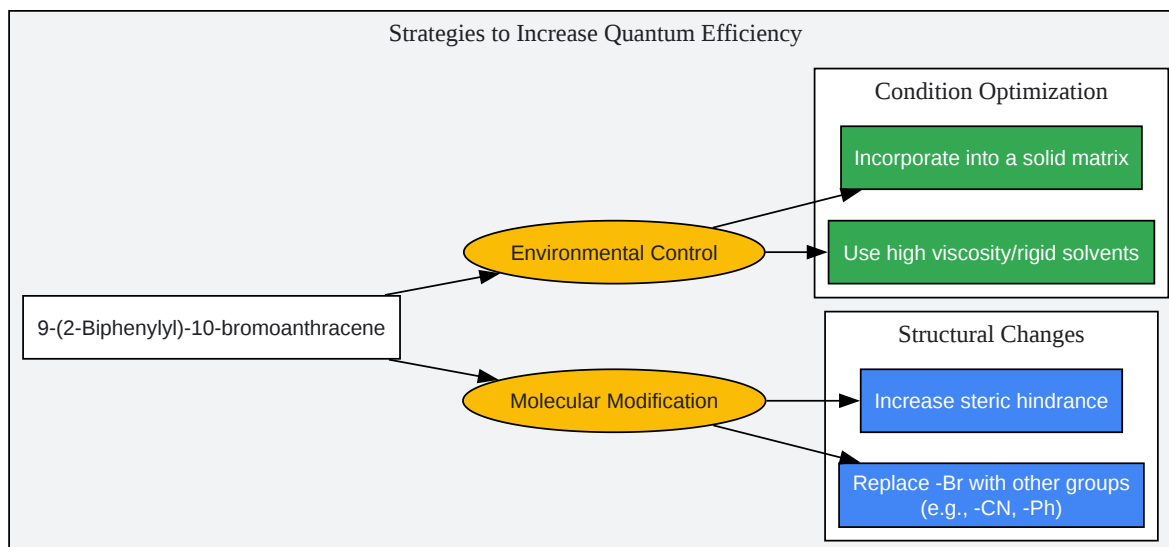 Strategies to Increase Quantum Efficiency
Condition Optimization
Incorporate into a solid matrix
Environmental Control
Use high viscosity/rigid solvents
9-(2-Biphenylyl)-10-bromoanthracene
Structural Changes
Molecular Modification
Increase steric hindrance
Replace -Br with other groups
(e.g., -CN, -Ph)